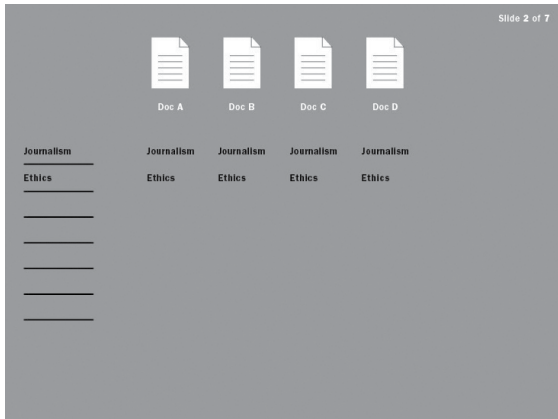 Slide 2 of 7
Doc A Doc B Doc C Doc D
Journalism Journalism Journalism Journalism Journalism
Ethics Ethics Ethics Ethics Ethics